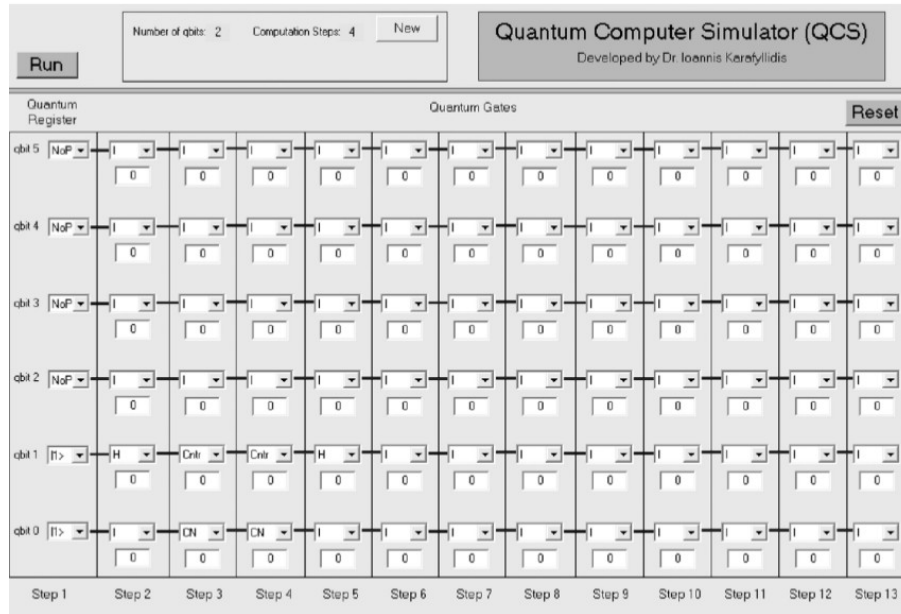 Number of qbits: 2 Computation Steps: 4 New
Quantum Computer Simulator (QCS)
Developed by Dr. Ioannis Karafyllidis
Run
Quantum Register
Quantum Gates
Reset
qbit 5 NoP I I I I I I I I I I I I
0 0 0 0 0 0 0 0 0 0 0 0
qbit 4 NoP I I I I I I I I I I I I
0 0 0 0 0 0 0 0 0 0 0 0
qbit 3 NoP I I I I I I I I I I I I
0 0 0 0 0 0 0 0 0 0 0 0
qbit 2 NoP I I I I I I I I I I I I
0 0 0 0 0 0 0 0 0 0 0 0
qbit 1 |1> H Cntr Cntr H I I I I I I I I
0 0 0 0 0 0 0 0 0 0 0 0
qbit 0 |1> I CN CN I I I I I I I I I
0 0 0 0 0 0 0 0 0 0 0 0
Step 1 Step 2 Step 3 Step 4 Step 5 Step 6 Step 7 Step 8 Step 9 Step 10 Step 11 Step 12 Step 13